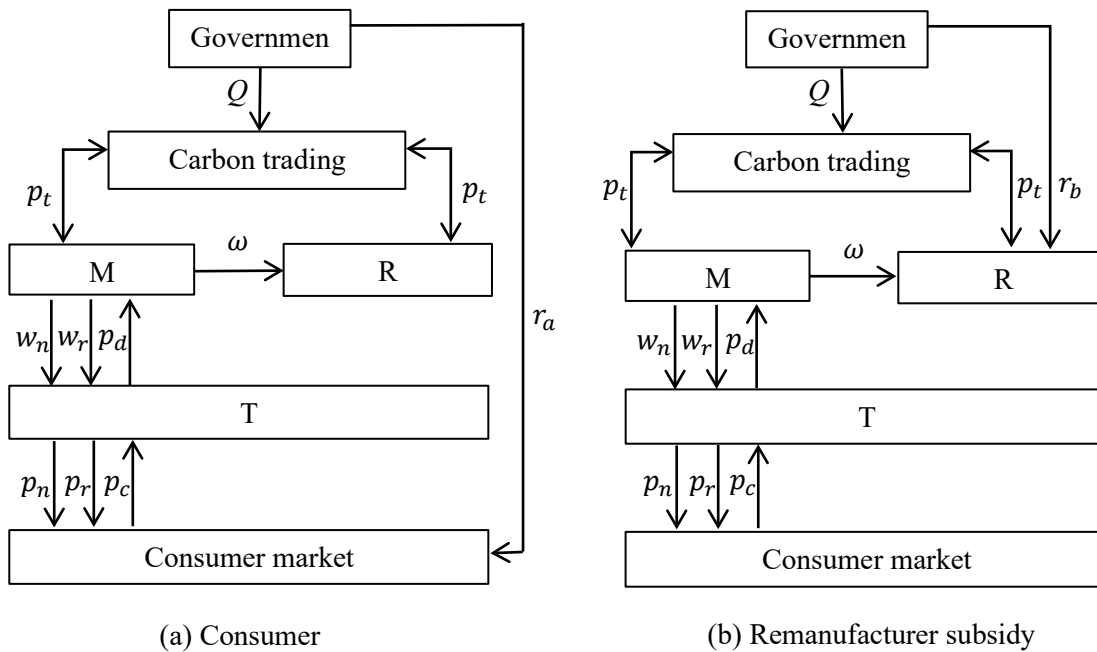 Governmen
Q
Carbon trading
p_t
p_t
ω
M
R
r_a
w_n w_r p_d
T
p_n p_r p_c
Consumer market
(a) Consumer
Governmen
Q
Carbon trading
p_t
p_t
r_b
ω
M
R
w_n w_r p_d
T
p_n p_r p_c
Consumer market
(b) Remanufacturer subsidy